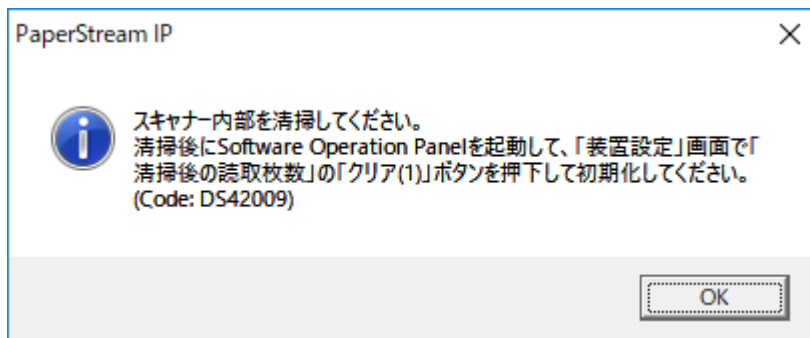 PaperStream IP
スキャナー内部を清掃してください。
清掃後にSoftware Operation Panelを起動して、「装置設定」画面で「
清掃後の読取枚数」の「クリア(1)」ボタンを押下して初期化してください。
(Code: DS42009)
OK